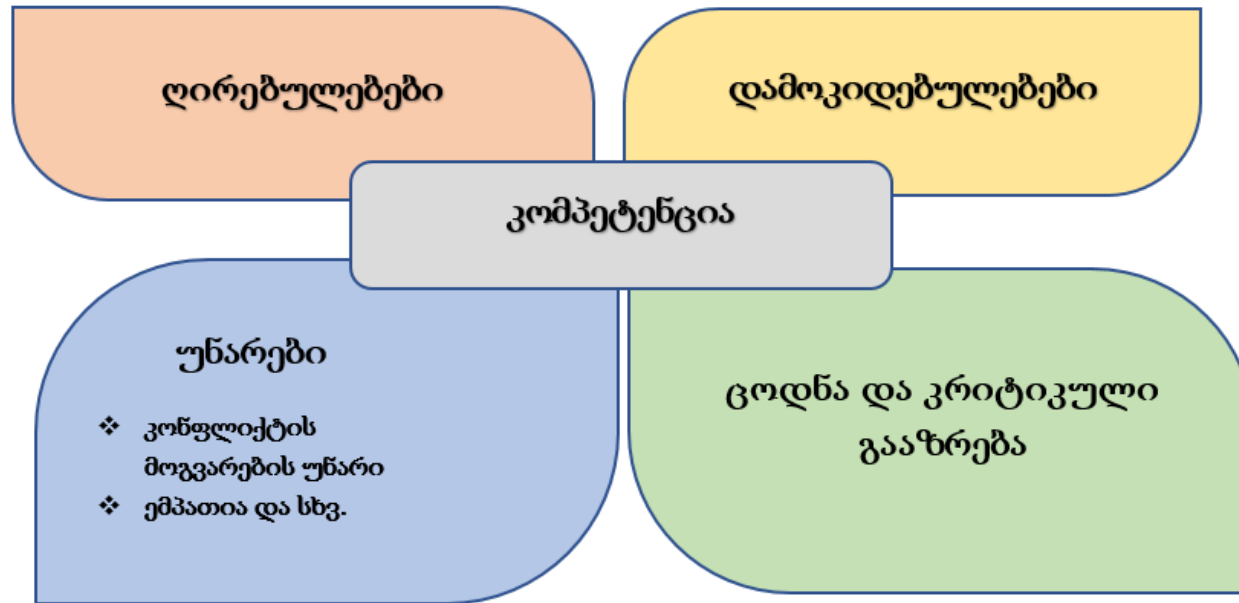 ღირებულებები
დამოკიდებულებები
კომპეტენცია
უნარები
❖ კონფლიქტის
მოგვარების უნარი
❖ ემპათია და სხვ.
ცოდნა და კრიტიკული
გააზრება